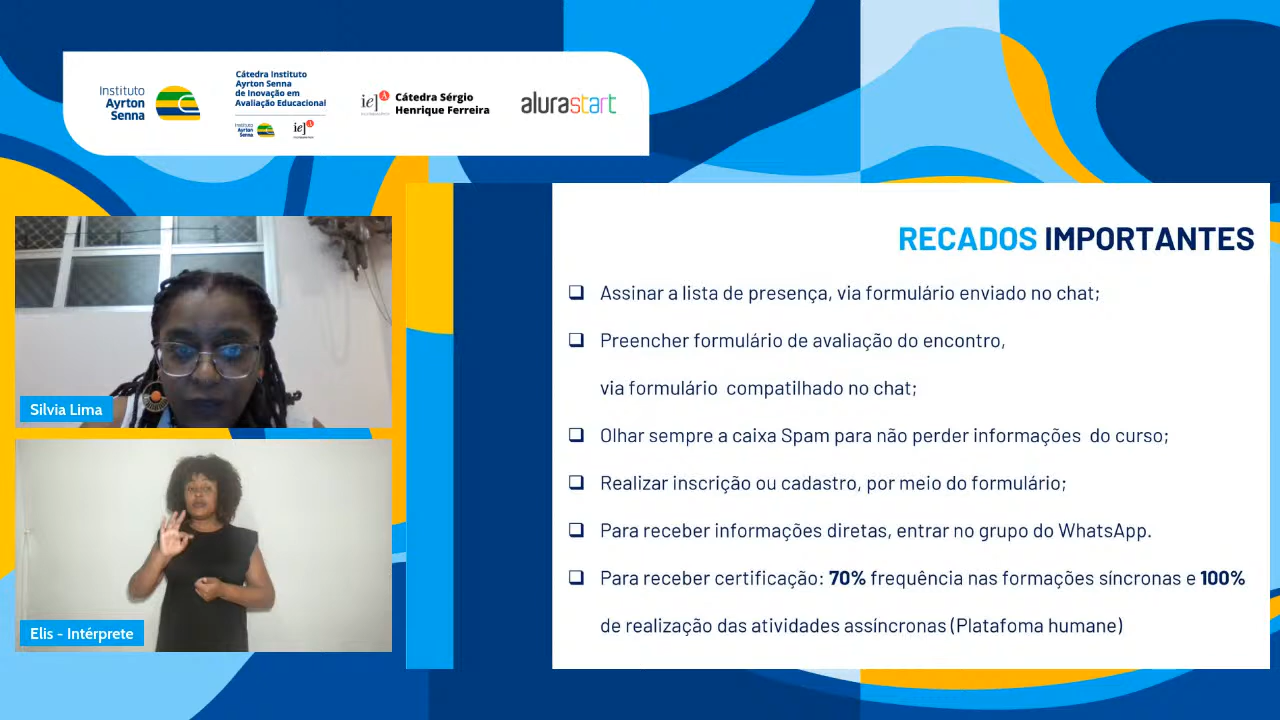 Instituto
Ayrton
Senna
Cátedra Instituto
Ayrton Senna
de Inovação em
Avaliação Educacional
Instituto
Ayrton
Senna
Cátedra Sérgio
Henrique Ferreira
alurastart
RECADOS IMPORTANTES
Assinar a lista de presença, via formulário enviado no chat;
Preencher formulário de avaliação do encontro,
via formulário compatilhado no chat;
Olhar sempre a caixa Spam para não perder informações do curso;
Realizar inscrição ou cadastro, por meio do formulário;
Para receber informações diretas, entrar no grupo do WhatsApp.
Para receber certificação: 70% frequência nas formações síncronas e 100%
de realização das atividades assíncronas (Platafoma humane)
Silvia Lima
Elis - Intérprete